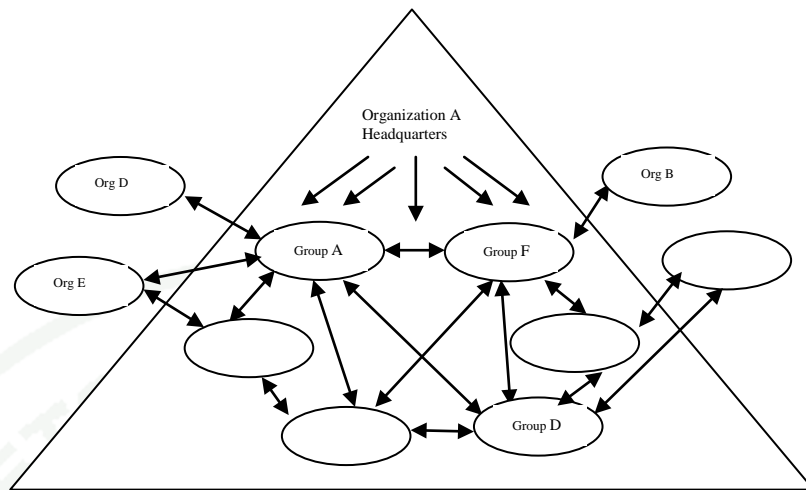 Organization A
Headquarters
Org D
Org B
Group A
Group F
Org E
Group D